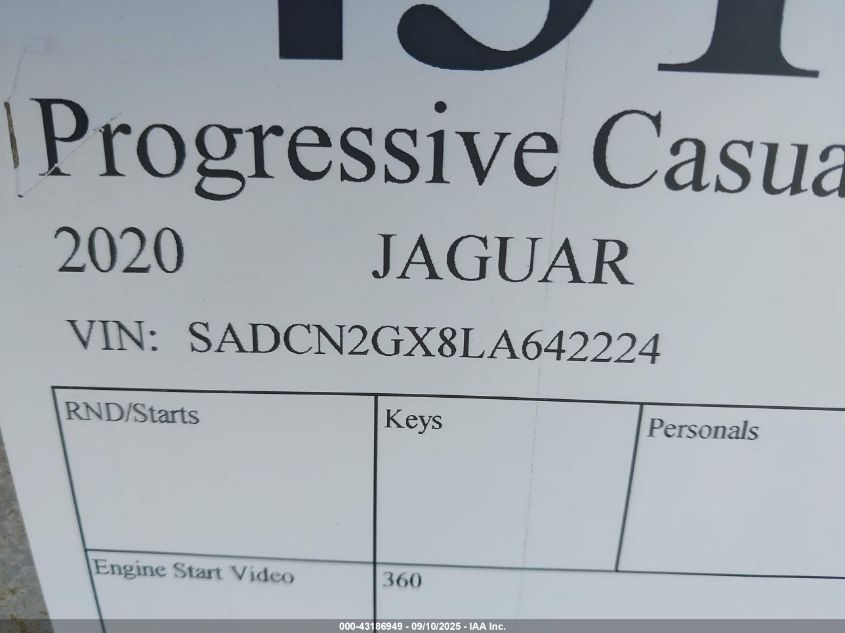 Progressive
2020 JAGUAR
VIN: SADCN2GX8LA642224
RND/Starts Keys Personals
Engine Start Video 360
000-43186949 - 09/10/2025 - IAA Inc.